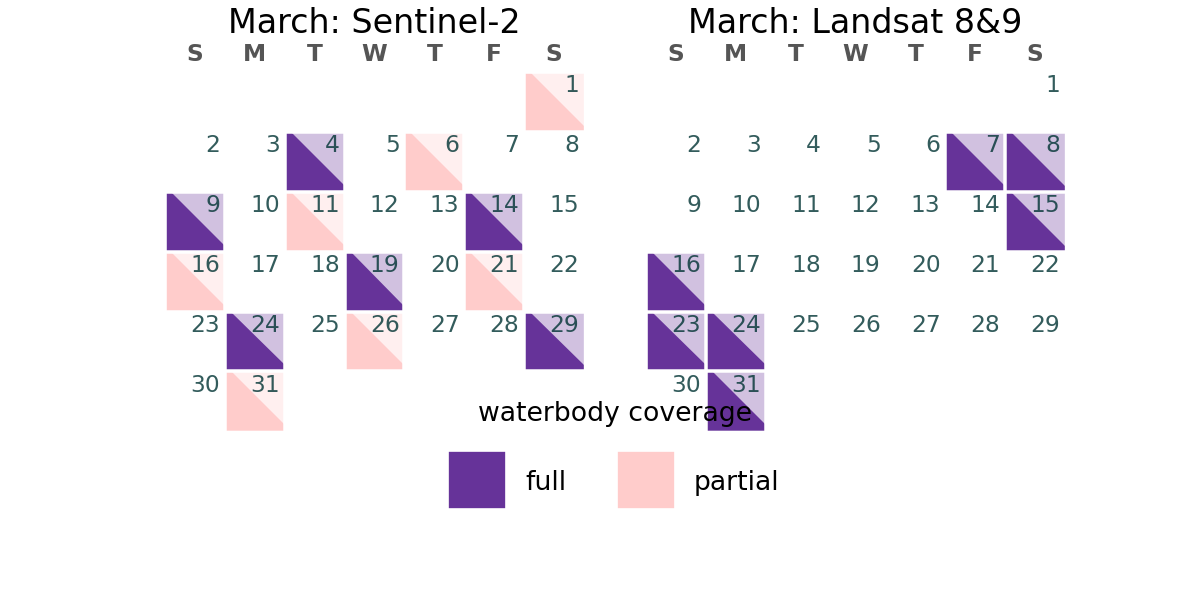 March: Sentinel-2
S M T W T F S
1
2 3 4 5 6 7 8
9 10 11 12 13 14 15
16 17 18 19 20 21 22
23 24 25 26 27 28 29
30 31
March: Landsat 8&9
S M T W T F S
1
2 3 4 5 6 7 8
9 10 11 12 13 14 15
16 17 18 19 20 21 22
23 24 25 26 27 28 29
30 31
waterbody coverage
full partial